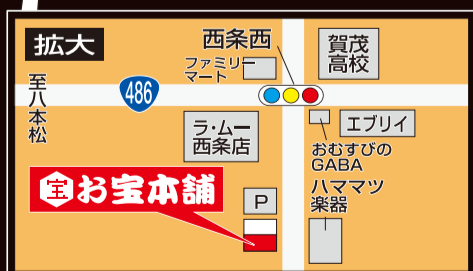 拡大
西条西
賀茂
高校
ファミリー
マート
至八本松
486
エブリイ
ラ・ムー
西条店
おむすびの
GABA
宝お宝本舗
P
ハママツ
楽器